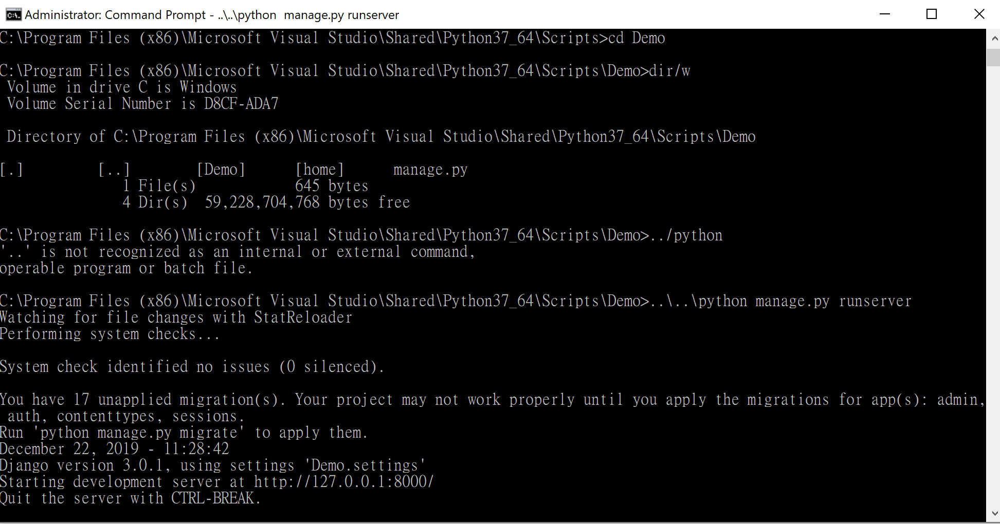 Administrator: Command Prompt - ..\..\python  manage.py runserver
C:\Program Files (x86)\Microsoft Visual Studio\Shared\Python37_64\Scripts>cd Demo
C:\Program Files (x86)\Microsoft Visual Studio\Shared\Python37_64\Scripts\Demo>dir/w
 Volume in drive C is Windows
 Volume Serial Number is D8CF-ADA7
 Directory of C:\Program Files (x86)\Microsoft Visual Studio\Shared\Python37_64\Scripts\Demo
[.]         [..]        [Demo]      [home]      manage.py
               1 File(s)            645 bytes
               4 Dir(s)  59,228,704,768 bytes free
C:\Program Files (x86)\Microsoft Visual Studio\Shared\Python37_64\Scripts\Demo>../python
'..' is not recognized as an internal or external command,
operable program or batch file.
C:\Program Files (x86)\Microsoft Visual Studio\Shared\Python37_64\Scripts\Demo>..\..\python manage.py runserver
Watching for file changes with StatReloader
Performing system checks...
System check identified no issues (0 silenced).
You have 17 unapplied migration(s). Your project may not work properly until you apply the migrations for app(s): admin,
 auth, contenttypes, sessions.
Run 'python manage.py migrate' to apply them.
December 22, 2019 - 11:28:42
Django version 3.0.1, using settings 'Demo.settings'
Starting development server at http://127.0.0.1:8000/
Quit the server with CTRL-BREAK.